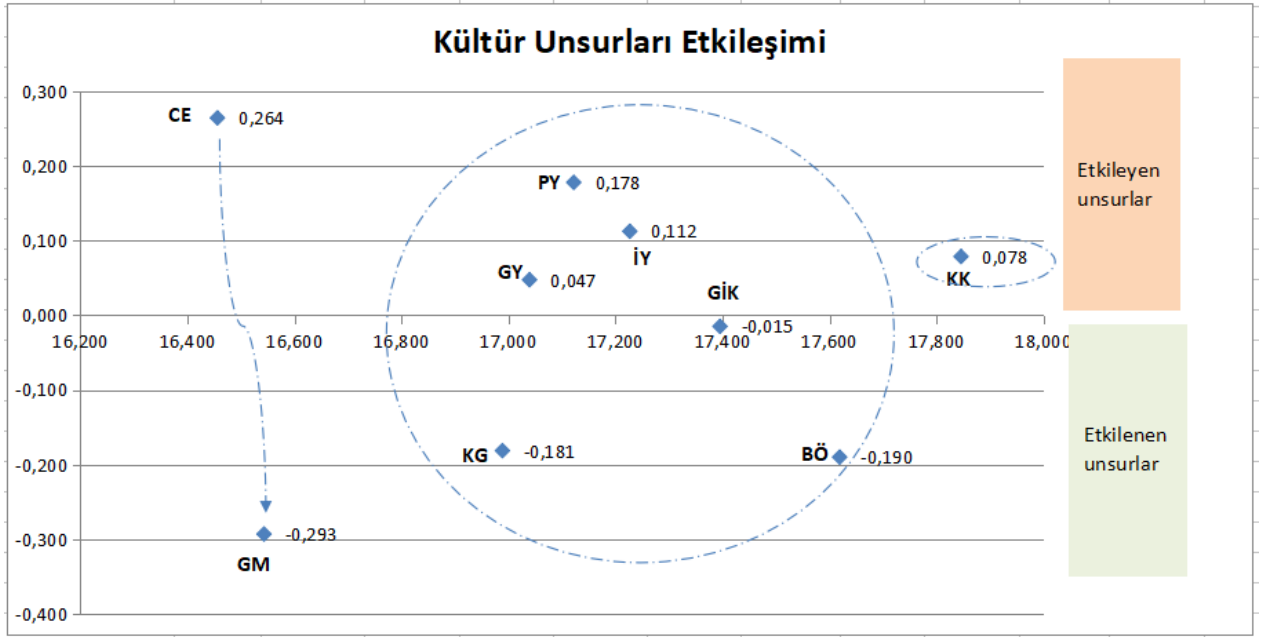 Kültür Unsurları Etkileşimi
0,300
CE
0,264
0,200
PY
0,178
Etkileyen
unsurlar
0,100
0,112
İY
0,078
KK
GY
0,047
GİK
0,000
-0,015
16,200 16,400 16,600 16,800 17,000 17,200 17,400 17,600 17,800 18,000
-0,100
KG
-0,181
BÖ
-0,190
Etkilenen
unsurlar
-0,200
-0,293
GM
-0,300
-0,400